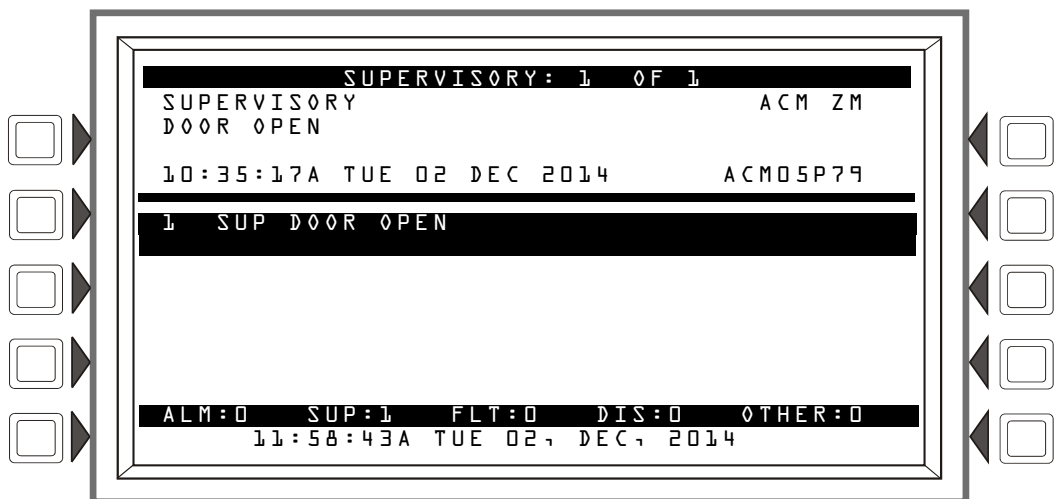 SUPERVISORY: 1 OF 1
SUPERVISORY ACM ZM
DOOR OPEN
10:35:17A TUE 02 DEC 2014 ACM05P79
1 SUP DOOR OPEN
ALM:0 SUP:1 FLT:0 DIS:0 OTHER:0
11:58:43A TUE 02, DEC, 2014